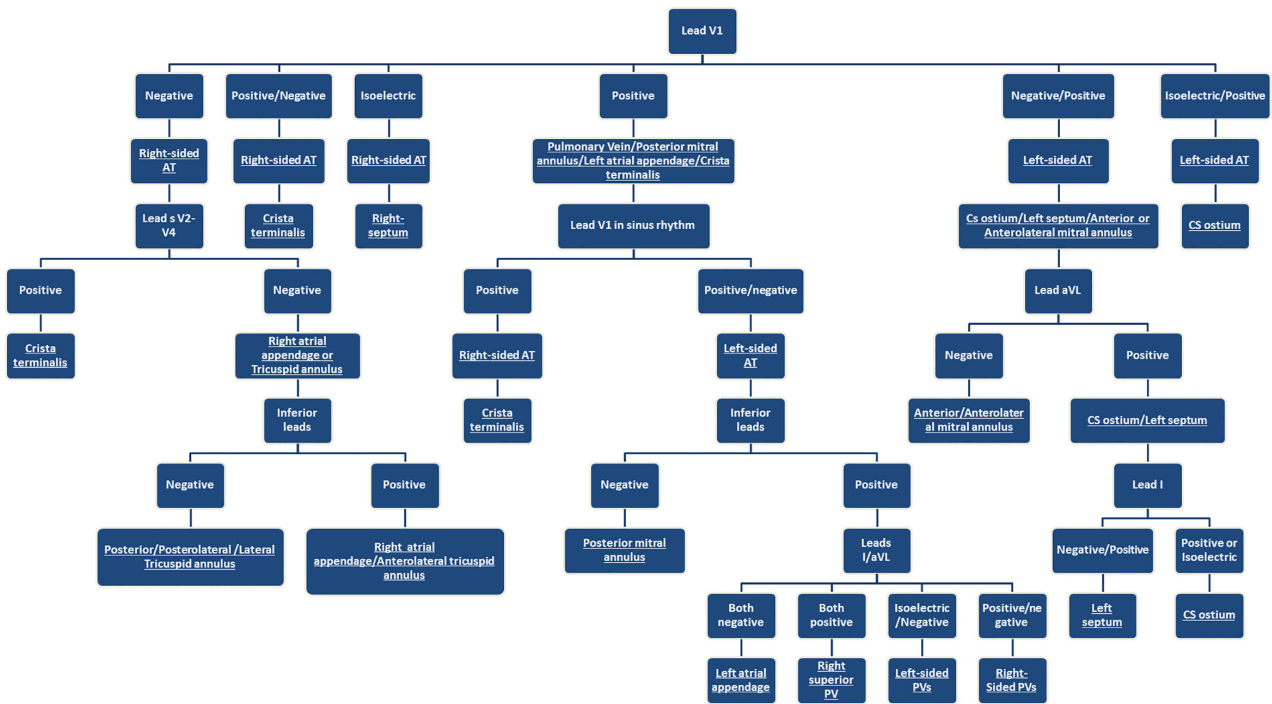 Lead V1
Negative
Positive/Negative
Isoelectric
Positive
Negative/Positive
Isoelectric/Positive
Right-sided
AT
Right-sided AT
Right-sided AT
Pulmonary Vein/Posterior mitral
annulus/Left atrial appendage/Crista
terminalis
Left-sided AT
Left-sided AT
Lead s V2-
V4
Crista
terminalis
Right-
septum
Lead V1 in sinus rhythm
Cs ostium/Left septum/Anterior or
Anterolateral mitral annulus
CS ostium
Positive
Negative
Positive
Positive/negative
Lead aVL
Crista
terminalis
Right atrial
appendage or
Tricuspid annulus
Right-sided AT
Left-sided
AT
Negative
Positive
Inferior
leads
Crista
terminalis
Inferior
leads
Anterior/Anterolater
al mitral annulus
CS ostium/Left septum
Negative
Positive
Negative
Positive
Lead I
Posterior/Posterolateral /Lateral
Tricuspid annulus
Right atrial
appendage/Anterolateral tricuspid
annulus
Posterior mitral
annulus
Leads
I/aVL
Negative/Positive
Positive or
Isoelectric
Both
negative
Both
positive
Isoelectric
/Negative
Positive/ne
gative
Left
septum
CS ostium
Left atrial
appendage
Right
superior
PV
Left-sided
PVs
Right-
Sided PVs